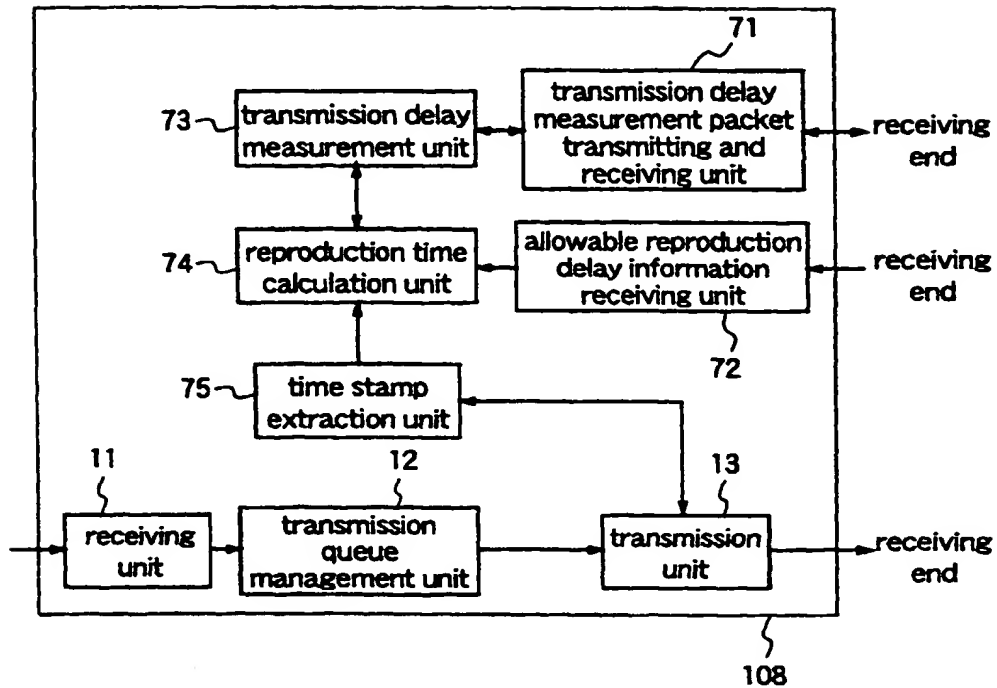 71
73
transmission delay
measurement unit
transmission delay
measurement packet
transmitting and
receiving unit
receiving
end
74
reproduction time
calculation unit
allowable reproduction
delay information
receiving unit
receiving
end
72
75
time stamp
extraction unit
11
12
13
receiving
unit
transmission
queue
management unit
transmission
unit
receiving
end
108